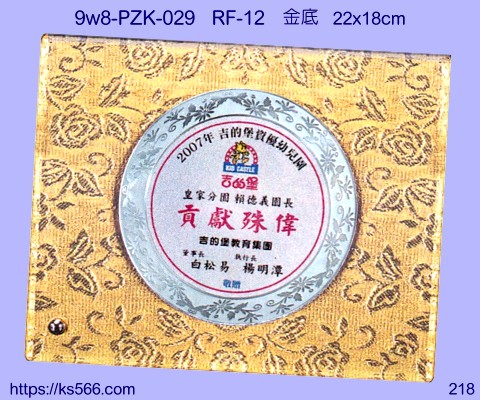 9w8-PZK-029 RF-12 金底 22x18cm
2007年 吉的堡資優幼兒園
KID CASTLE
吉的堡
皇家分園 賴德義園長
貢獻殊偉
吉的堡教育集團
董事長 執行長
白松易 楊明潭
敬贈
https://ks566.com
218